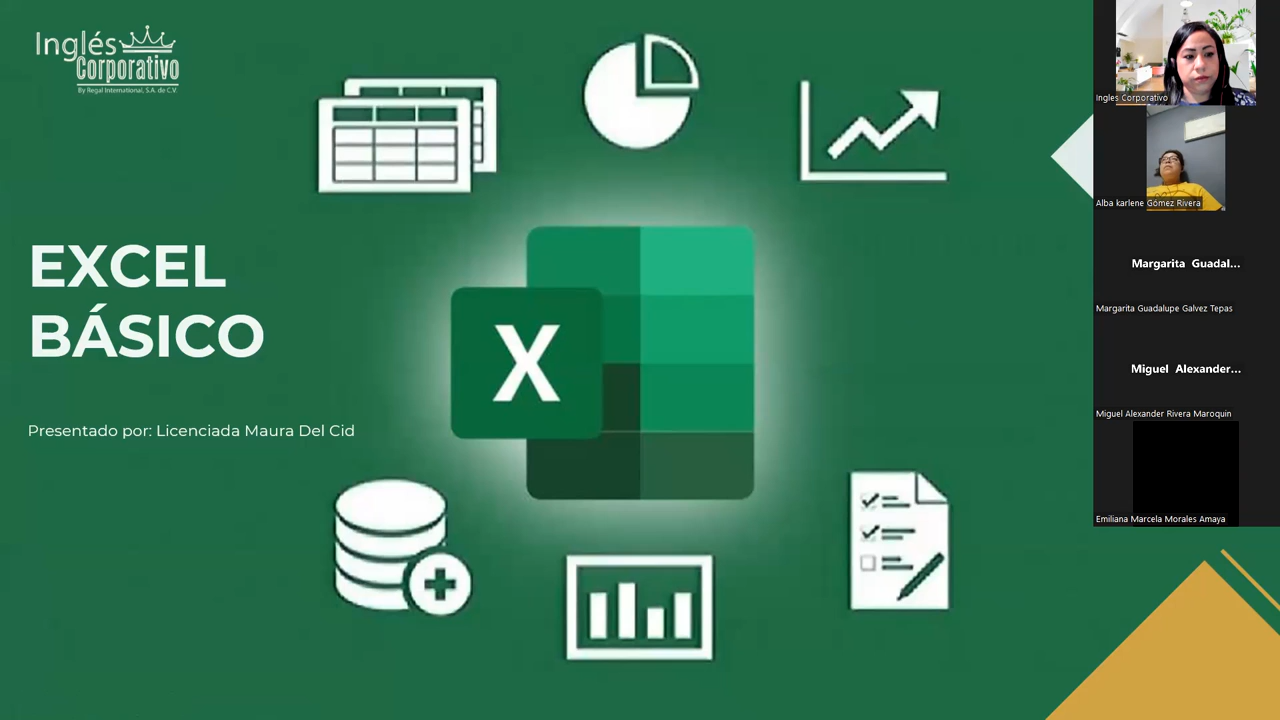 Inglés
Corporativo
By Regal International, S.A. de C.V.
EXCEL
BÁSICO
Presentado por: Licenciada Maura Del Cid
X
Ingles Corporativo
Alba karlene Gómez Rivera
Margarita Guadal...
Margarita Guadalupe Galvez Tepas
Miguel Alexander...
Miguel Alexander Rivera Maroquin
Emiliana Marcela Morales Amaya